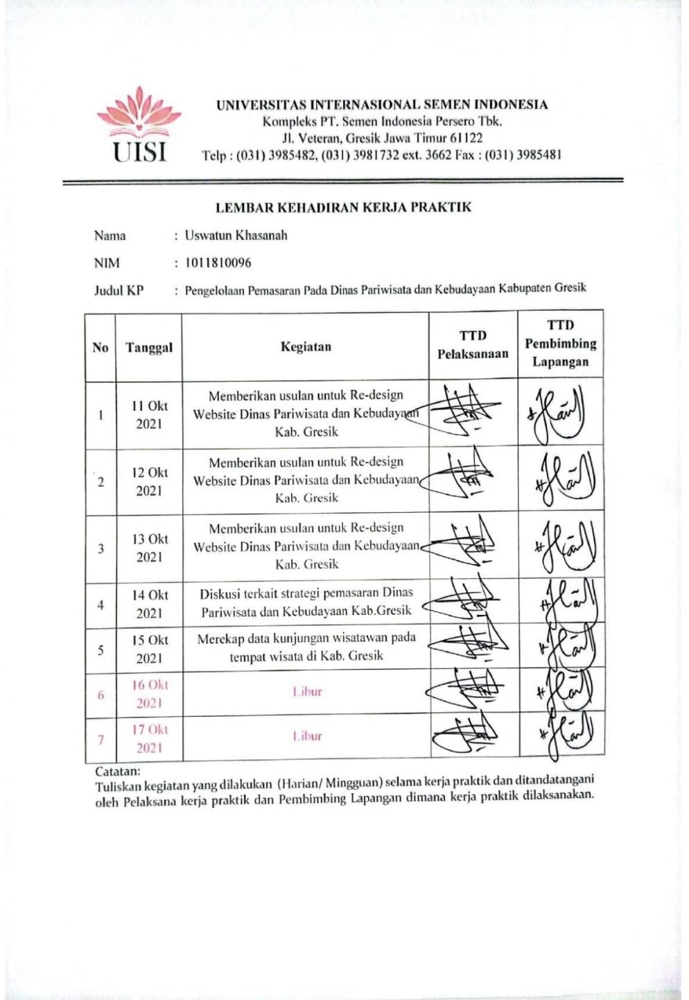 UISI
UNIVERSITAS INTERNASIONAL SEMEN INDONESIA
Kompleks PT. Semen Indonesia Persero Tbk.
Jl. Veteran, Gresik Jawa Timur 61122
Telp : (031) 3985482, (031) 3981732 ext. 3662 Fax : (031) 3985481
LEMBAR KEHADIRAN KERJA PRAKTIK
Nama : Uswatun Khasanah
NIM : 1011810096
Judul KP : Pengelolaan Pemasaran Pada Dinas Pariwisata dan Kebudayaan Kabupaten Gresik
No Tanggal Kegiatan TTD Pelaksanaan TTD Pembimbing Lapangan
1 11 Okt 2021 Memberikan usulan untuk Re-design
Website Dinas Pariwisata dan Kebudayaan
Kab. Gresik
2 12 Okt 2021 Memberikan usulan untuk Re-design
Website Dinas Pariwisata dan Kebudayaan
Kab. Gresik
3 13 Okt 2021 Memberikan usulan untuk Re-design
Website Dinas Pariwisata dan Kebudayaan
Kab. Gresik
4 14 Okt 2021 Diskusi terkait strategi pemasaran Dinas
Pariwisata dan Kebudayaan Kab.Gresik
5 15 Okt 2021 Merekap data kunjungan wisatawan pada
tempat wisata di Kab. Gresik
6 16 Okt 2021 Libur
7 17 Okt 2021 Libur
Catatan:
Tuliskan kegiatan yang dilakukan (Harian/ Mingguan) selama kerja praktik dan ditandatangani
oleh Pelaksana kerja praktik dan Pembimbing Lapangan dimana kerja praktik dilaksanakan.